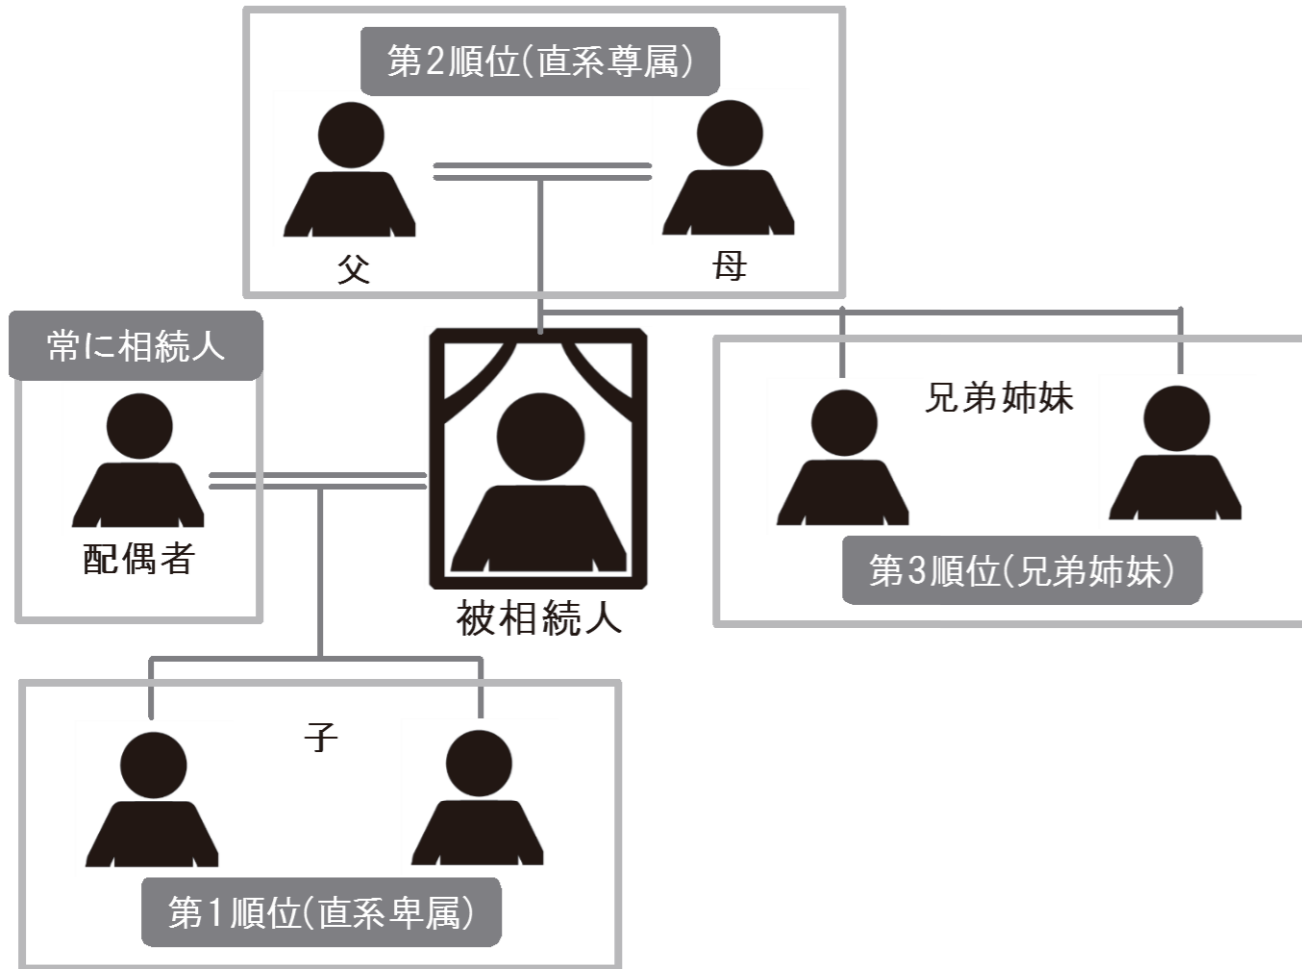 第2順位(直系尊属)
父
母
常に相続人
配偶者
被相続人
兄弟姉妹
第3順位(兄弟姉妹)
子
第1順位(直系卑属)